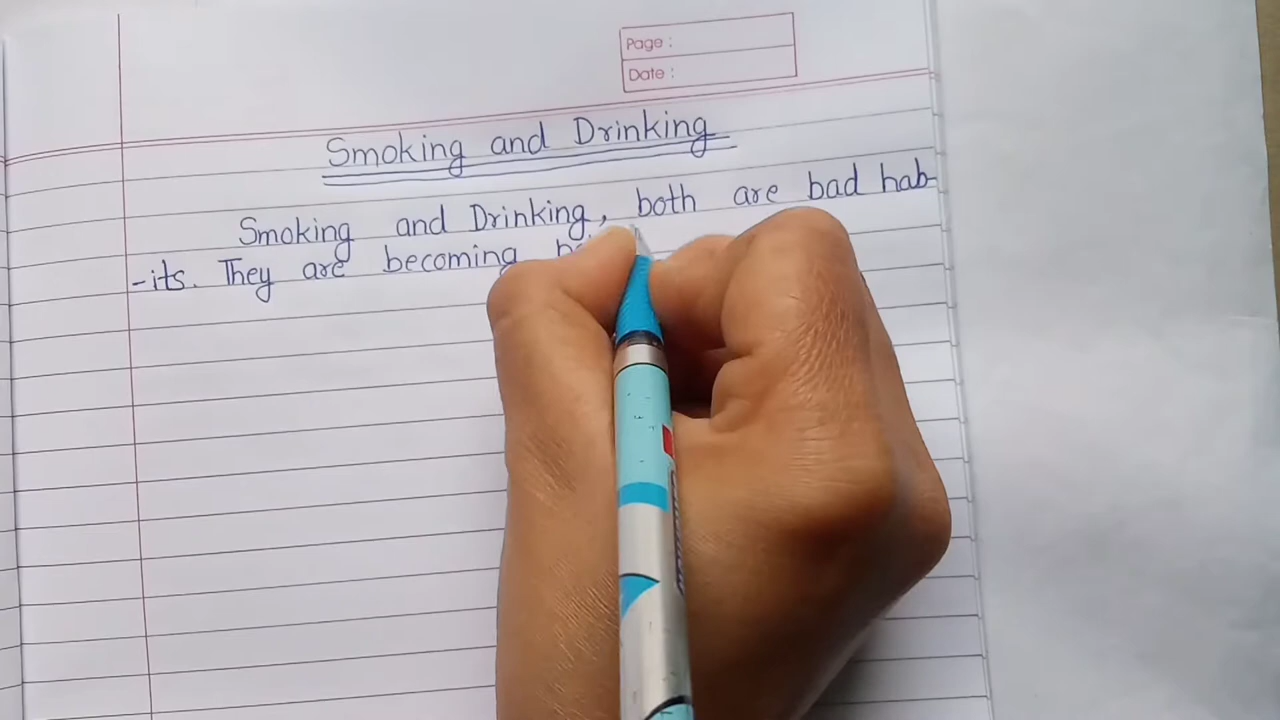 Page :
Date :
Smoking and Drinking
Smoking and Drinking, both are bad hab-
-its. They are becoming